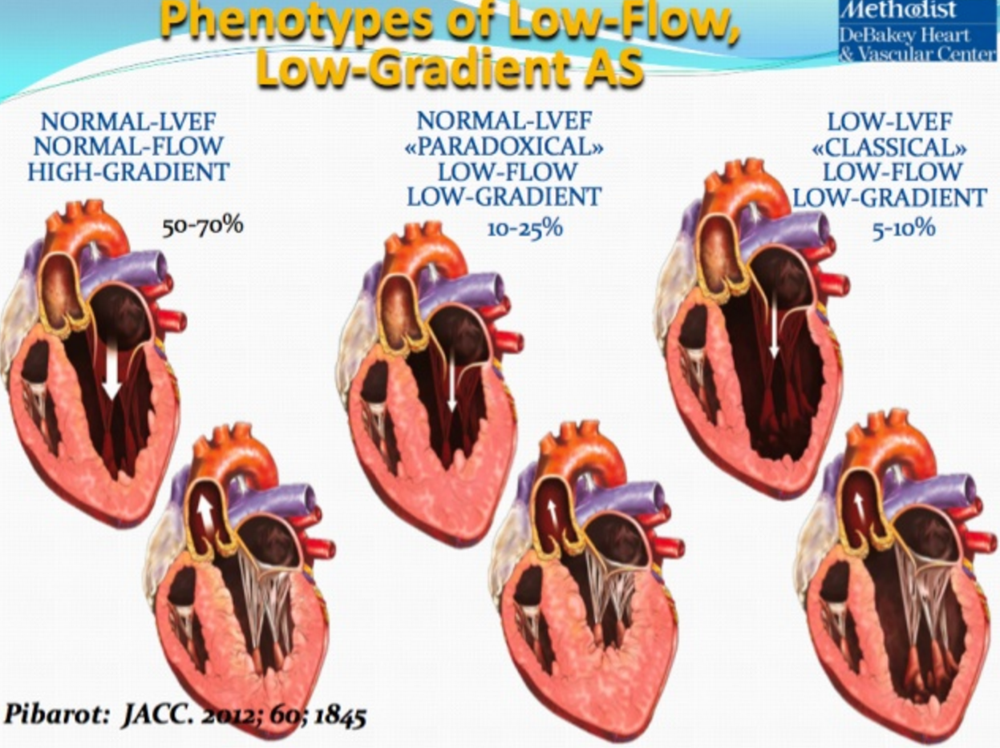 Phenotypes of Low-Flow,
Low-Gradient AS
Methodist
DeBakey Heart
& Vascular Center
NORMAL-LVEF
NORMAL-FLOW
HIGH-GRADIENT
50-70%
NORMAL-LVEF
«PARADOXICAL»
LOW-FLOW
LOW-GRADIENT
10-25%
LOW-LVEF
«CLASSICAL»
LOW-FLOW
LOW-GRADIENT
5-10%
Pibarot: JACC. 2012; 60; 1845